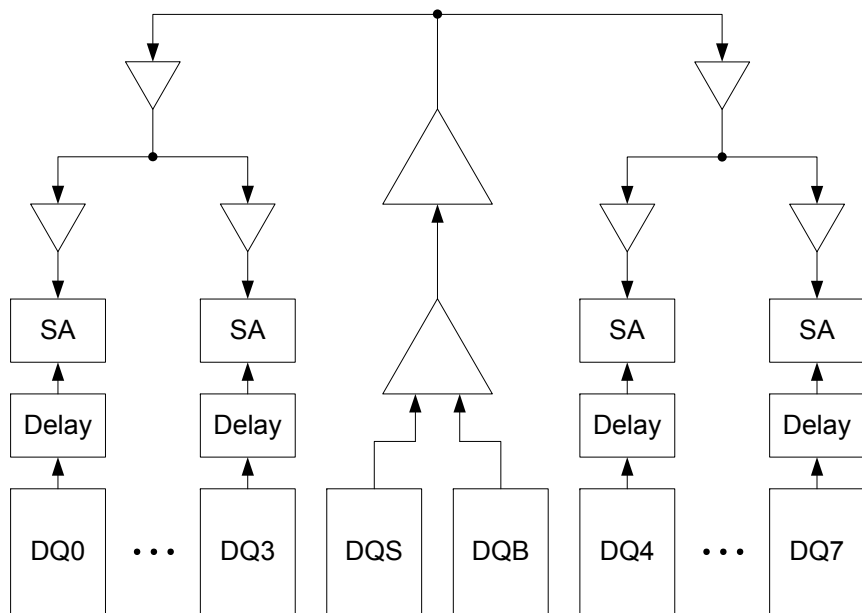 SA
SA
SA
SA
Delay
Delay
Delay
Delay
DQ0
• • •
DQ3
DQS
DQB
DQ4
• • •
DQ7